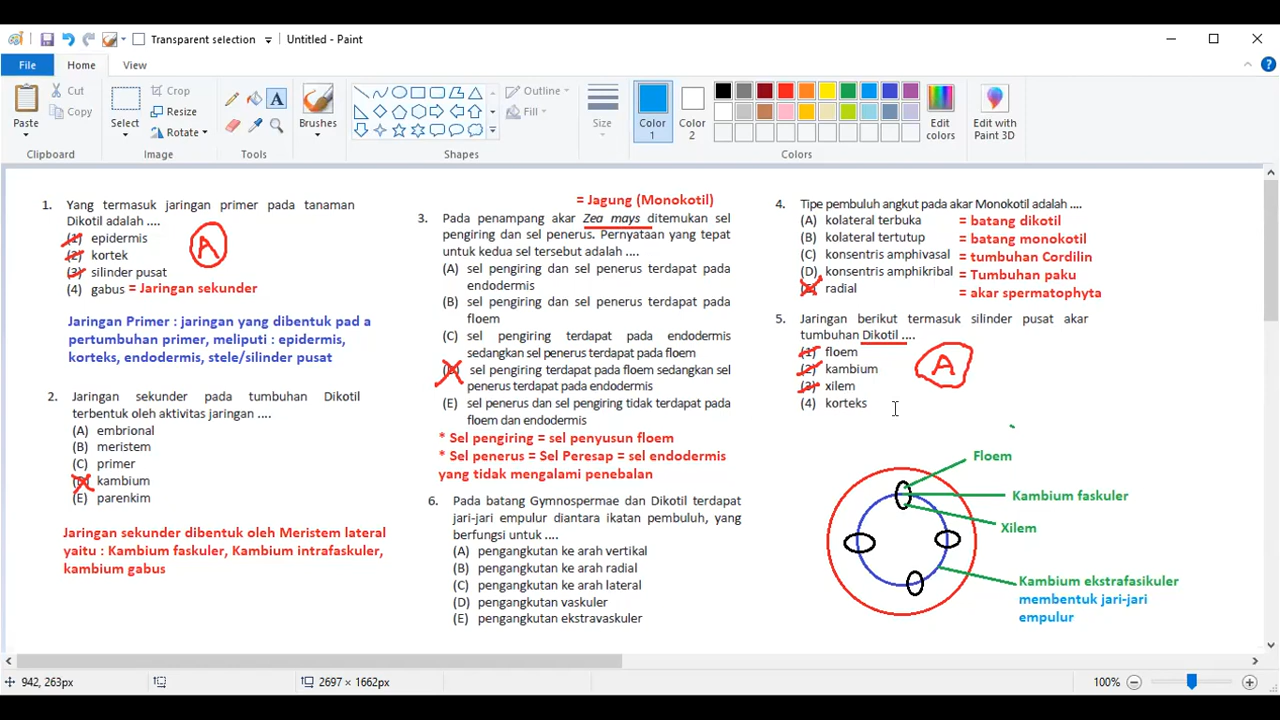 Transparent selection
Untitled - Paint
File
Home
View
Paste
Cut
Copy
Clipboard
Select
Crop
Resize
Rotate
Image
A
Tools
Brushes
Outline
Fill
Shapes
Size
Color
1
Color
2
Edit
colors
Edit with
Paint 3D
Colors
1. Yang termasuk jaringan primer pada tanaman
Dikotil adalah ....
(1) epidermis
(2) kortek
(3) silinder pusat
(4) gabus = Jaringan sekunder
A
Jaringan Primer : jaringan yang dibentuk pad a
pertumbuhan primer, meliputi : epidermis,
korteks, endodermis, stele/silinder pusat
2. Jaringan sekunder pada tumbuhan Dikotil
terbentuk oleh aktivitas jaringan ....
(A) embrional
(B) meristem
(C) primer
kambium
(E) parenkim
Jaringan sekunder dibentuk oleh Meristem lateral
yaitu : Kambium faskuler, Kambium intrafaskuler,
kambium gabus
= Jagung (Monokotil)
3. Pada penampang akar Zea mays ditemukan sel
pengiring dan sel penerus. Pernyataan yang tepat
untuk kedua sel tersebut adalah ....
(A) sel pengiring dan sel penerus terdapat pada
endodermis
(B) sel pengiring dan sel penerus terdapat pada
floem
(C) sel pengiring terdapat pada endodermis
sedangkan sel penerus terdapat pada floem
sel pengiring terdapat pada floem sedangkan sel
penerus terdapat pada endodermis
(E) sel penerus dan sel pengiring tidak terdapat pada
floem dan endodermis
* Sel pengiring = sel penyusun floem
* Sel penerus = Sel Peresap = sel endodermis
yang tidak mengalami penebalan
6. Pada batang Gymnospermae dan Dikotil terdapat
jari-jari empulur diantara ikatan pembuluh, yang
berfungsi untuk ....
(A) pengangkutan ke arah vertikal
(B) pengangkutan ke arah radial
(C) pengangkutan ke arah lateral
(D) pengangkutan vaskuler
(E) pengangkutan ekstravaskuler
4. Tipe pembuluh angkut pada akar Monokotil adalah ....
(A) kolateral terbuka = batang dikotil
(B) kolateral tertutup = batang monokotil
(C) konsentris amphivasal = tumbuhan Cordilin
(D) konsentris amphikribal = Tumbuhan paku
radial = akar spermatophyta
5. Jaringan berikut termasuk silinder pusat akar
tumbuhan Dikotil ....
(1) floem
(2) kambium
(3) xilem
(4) korteks
A
Floem
Kambium faskuler
Xilem
Kambium ekstrafasikuler
membentuk jari-jari
empulur
942, 263px
2697 × 1662px
100%